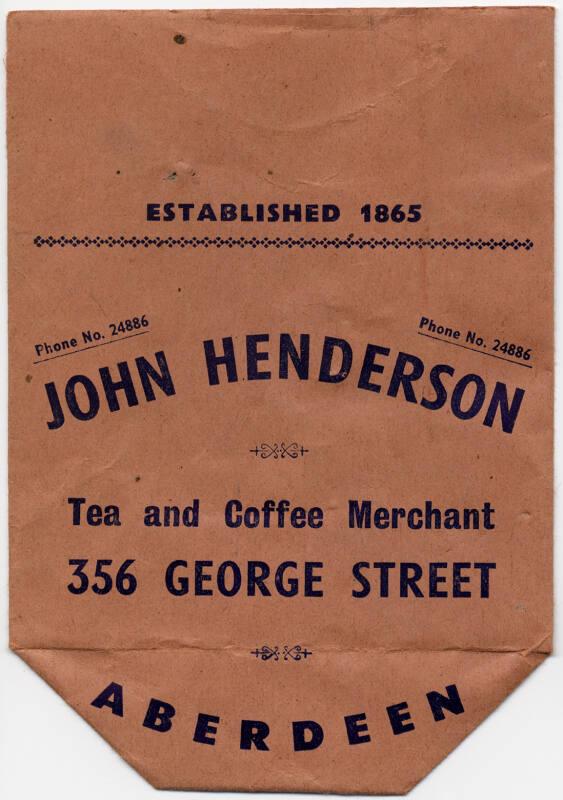 ESTABLISHED 1865
Phone No. 24886
Phone No. 24886
JOHN HENDERSON
Tea and Coffee Merchant
356 GEORGE STREET
ABERDEEN